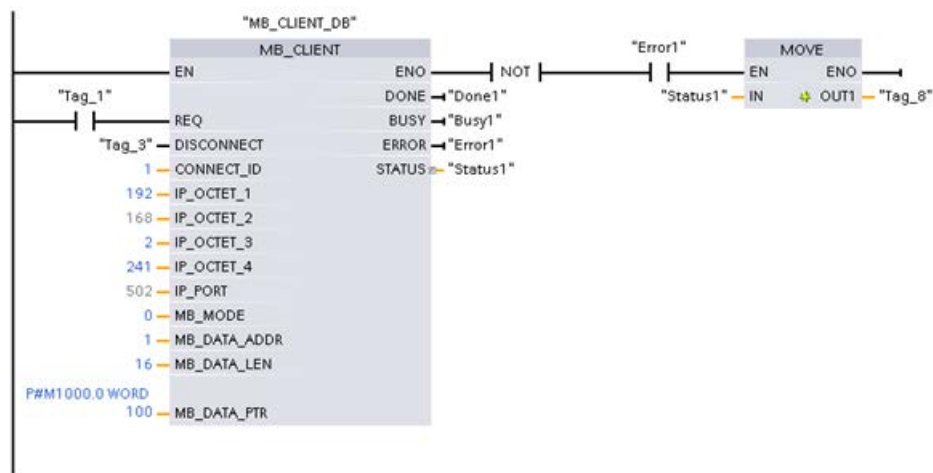 "MB_CLIENT_DB"
MB_CLIENT
"Error1"
MOVE
EN
ENO
NOT
EN
ENO
"Tag_1"
DONE
"Done1"
"Status1"
IN
OUT1
"Tag_8"
REQ
BUSY
"Busy1"
"Tag_3"
DISCONNECT
ERROR
"Error1"
1
CONNECT_ID
STATUS
"Status1"
192
IP_OCTET_1
168
IP_OCTET_2
2
IP_OCTET_3
241
IP_OCTET_4
502
IP_PORT
0
MB_MODE
1
MB_DATA_ADDR
16
MB_DATA_LEN
P#M1000.0 WORD
100
MB_DATA_PTR